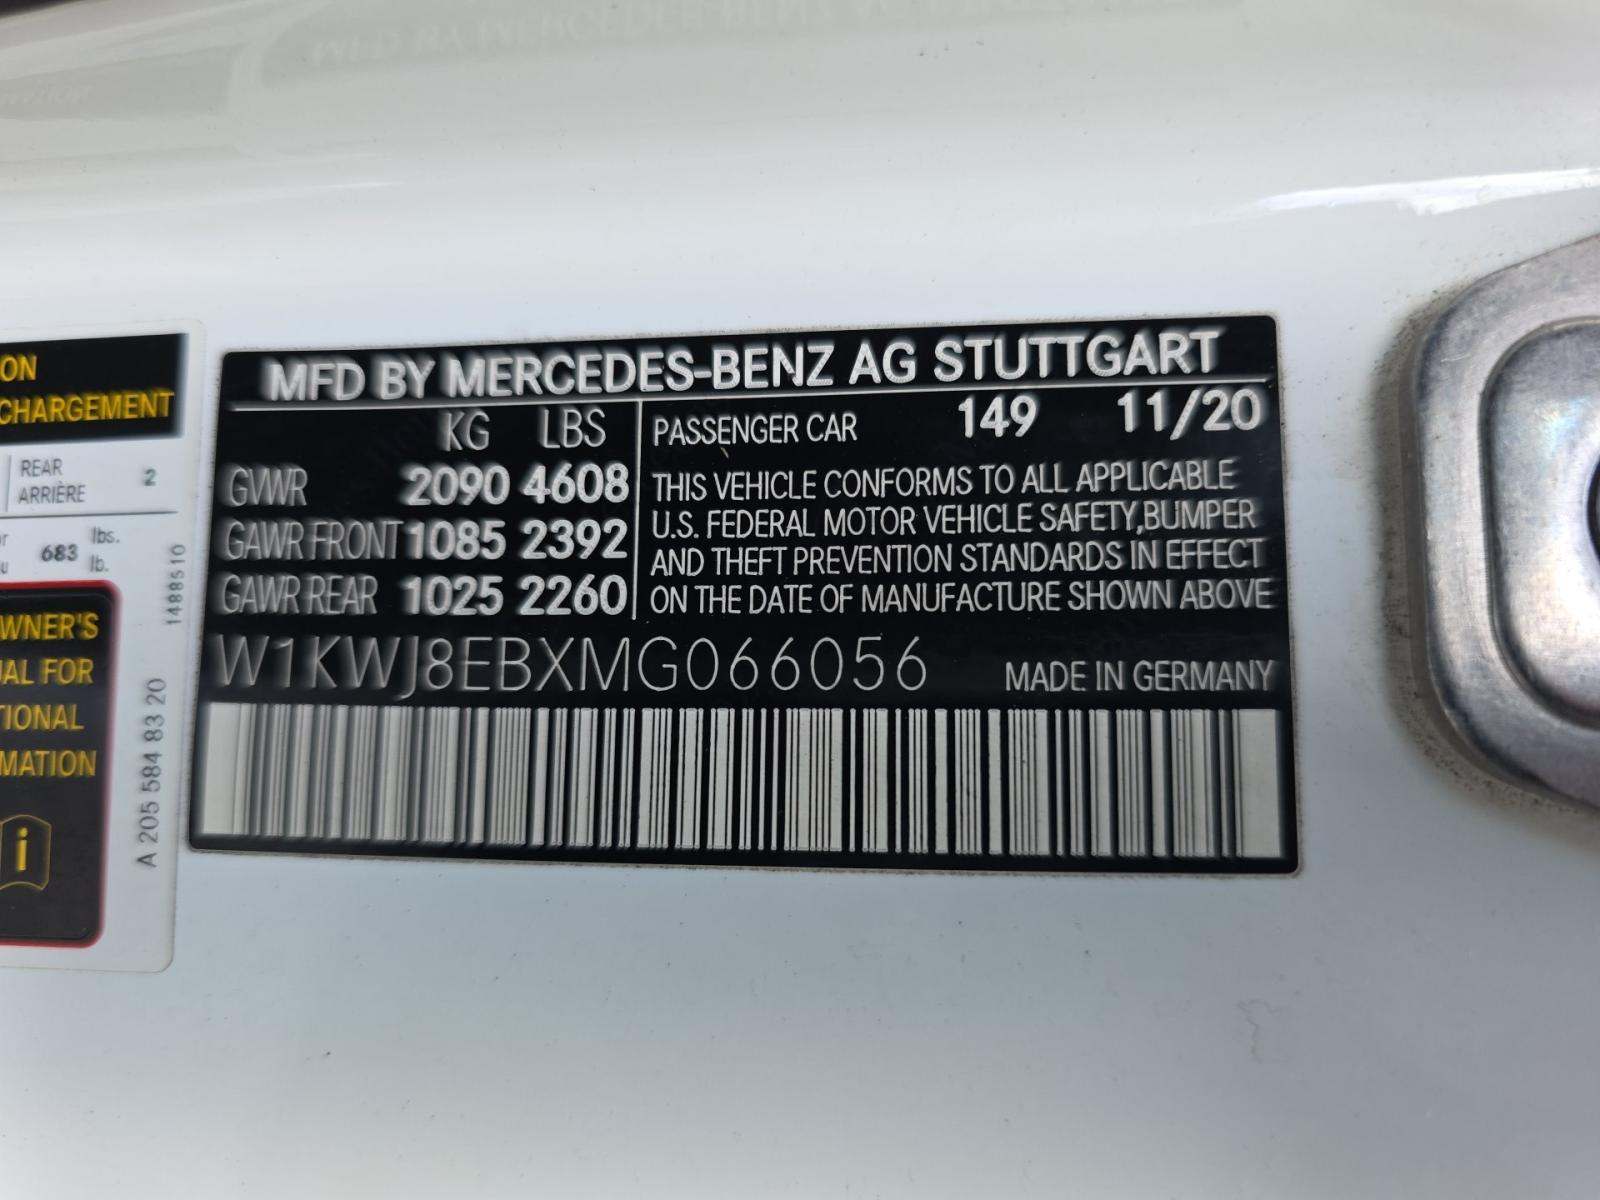 ON
CHARGEMENT
REAR
ARRIÈRE 2
683 lbs.
lb.
WNER'S
UAL FOR
TIONAL
MATION
i
1488510
A 205 584 83 20
MFD BY MERCEDES-BENZ AG STUTTGART
KG LBS
GVWR 2090 4608
GAWR FRONT 1085 2392
GAWR REAR 1025 2260
PASSENGER CAR 149 11/20
THIS VEHICLE CONFORMS TO ALL APPLICABLE
U.S. FEDERAL MOTOR VEHICLE SAFETY,BUMPER
AND THEFT PREVENTION STANDARDS IN EFFECT
ON THE DATE OF MANUFACTURE SHOWN ABOVE
W1KWJ8EBXMG066056 MADE IN GERMANY